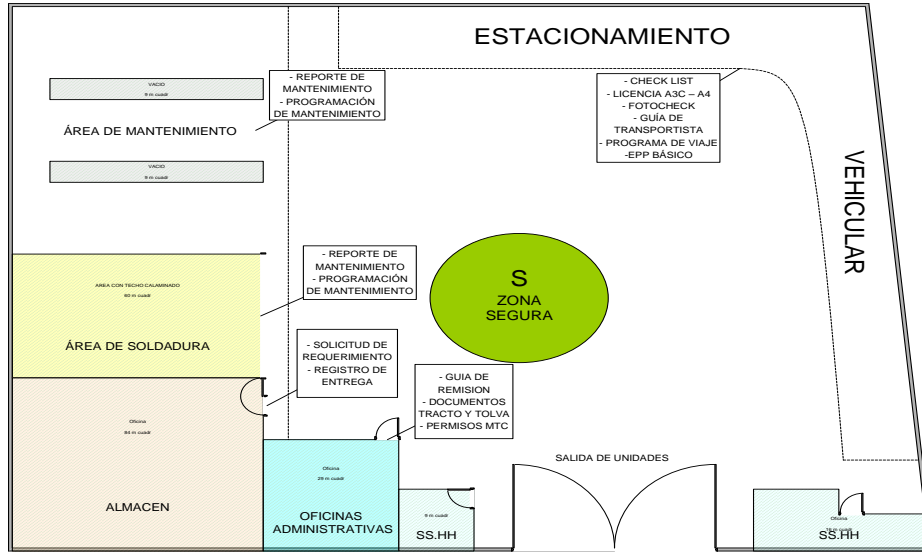 ESTACIONAMIENTO
VEHICULAR
VACIO
9 m cuadr
ÁREA DE MANTENIMIENTO
VACIO
9 m cuadr
- REPORTE DE
MANTENIMIENTO
- PROGRAMACIÓN
DE MANTENIMIENTO
- CHECK LIST
- LICENCIA A3C – A4
- FOTOCHECK
- GUÍA DE
TRANSPORTISTA
- PROGRAMA DE VIAJE
-EPP BÁSICO
AREA CON TECHO CALAMINADO
60 m cuadr
ÁREA DE SOLDADURA
- REPORTE DE
MANTENIMIENTO
- PROGRAMACIÓN
DE MANTENIMIENTO
S
ZONA
SEGURA
- SOLICITUD DE
REQUERIMIENTO
- REGISTRO DE
ENTREGA
- GUIA DE
REMISION
- DOCUMENTOS
TRACTO Y TOLVA
- PERMISOS MTC
Oficina
84 m cuadr
ALMACEN
Oficina
29 m cuadr
OFICINAS
ADMINISTRATIVAS
9 m cuadr
SS.HH
SALIDA DE UNIDADES
Oficina
SS.HH